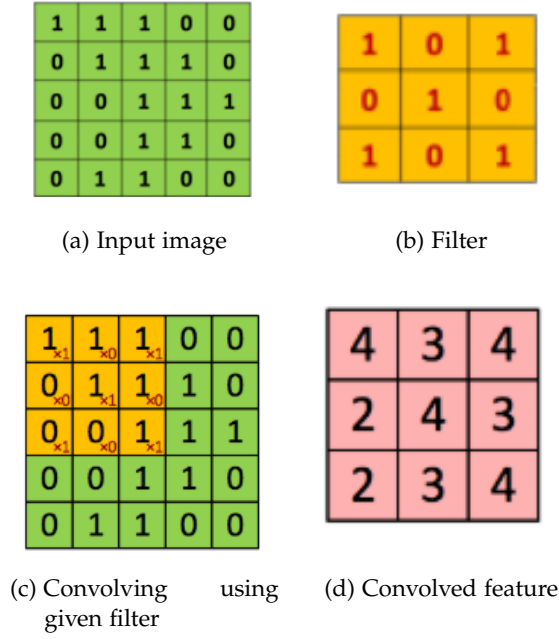 1 1 1 0 0
0 1 1 1 0
0 0 1 1 1
0 0 1 1 0
0 1 1 0 0
(a) Input image
1 0 1
0 1 0
1 0 1
(b) Filter
1×1 1×0 1×1 0 0
0×0 1×1 1×0 1 0
0×1 0×0 1×1 1 1
0 0 1 1 0
0 1 1 0 0
(c) Convolving using
given filter
4 3 4
2 4 3
2 3 4
(d) Convolved feature